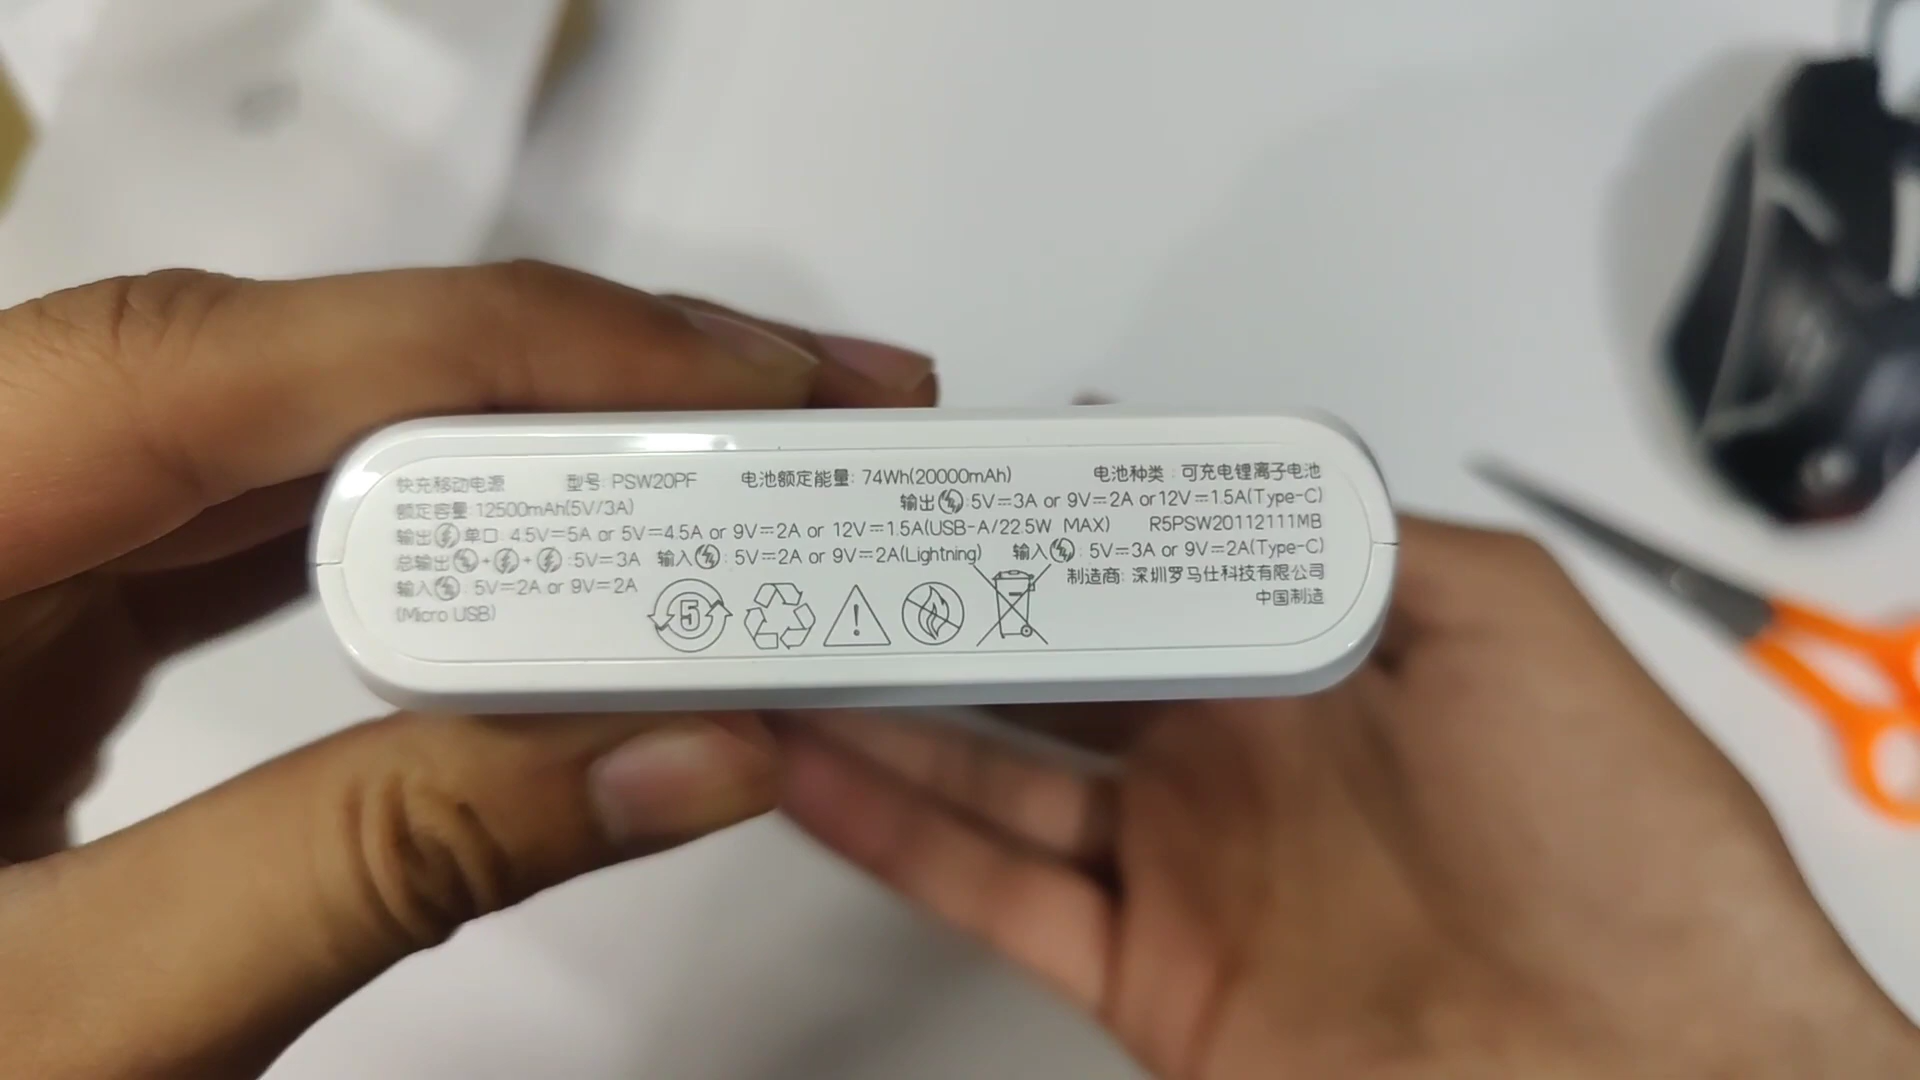 快充移动电源 型号: PSW20PF 电池额定能量: 74Wh(20000mAh) 电池种类: 可充电锂离子电池
额定容量: 12500mAh(5V/3A) 输出: 5V⎓3A or 9V⎓2A or 12V⎓1.5A(Type-C)
输出 单口 4.5V⎓5A or 5V⎓4.5A or 9V⎓2A or 12V⎓1.5A(USB-A/22.5W MAX) R5PSW20112111MB
总输出 + + :5V⎓3A 输入: 5V⎓2A or 9V⎓2A(Lightning) 输入: 5V⎓3A or 9V⎓2A(Type-C)
输入: 5V⎓2A or 9V⎓2A 制造商: 深圳罗马仕科技有限公司
(Micro USB) 5 中国制造